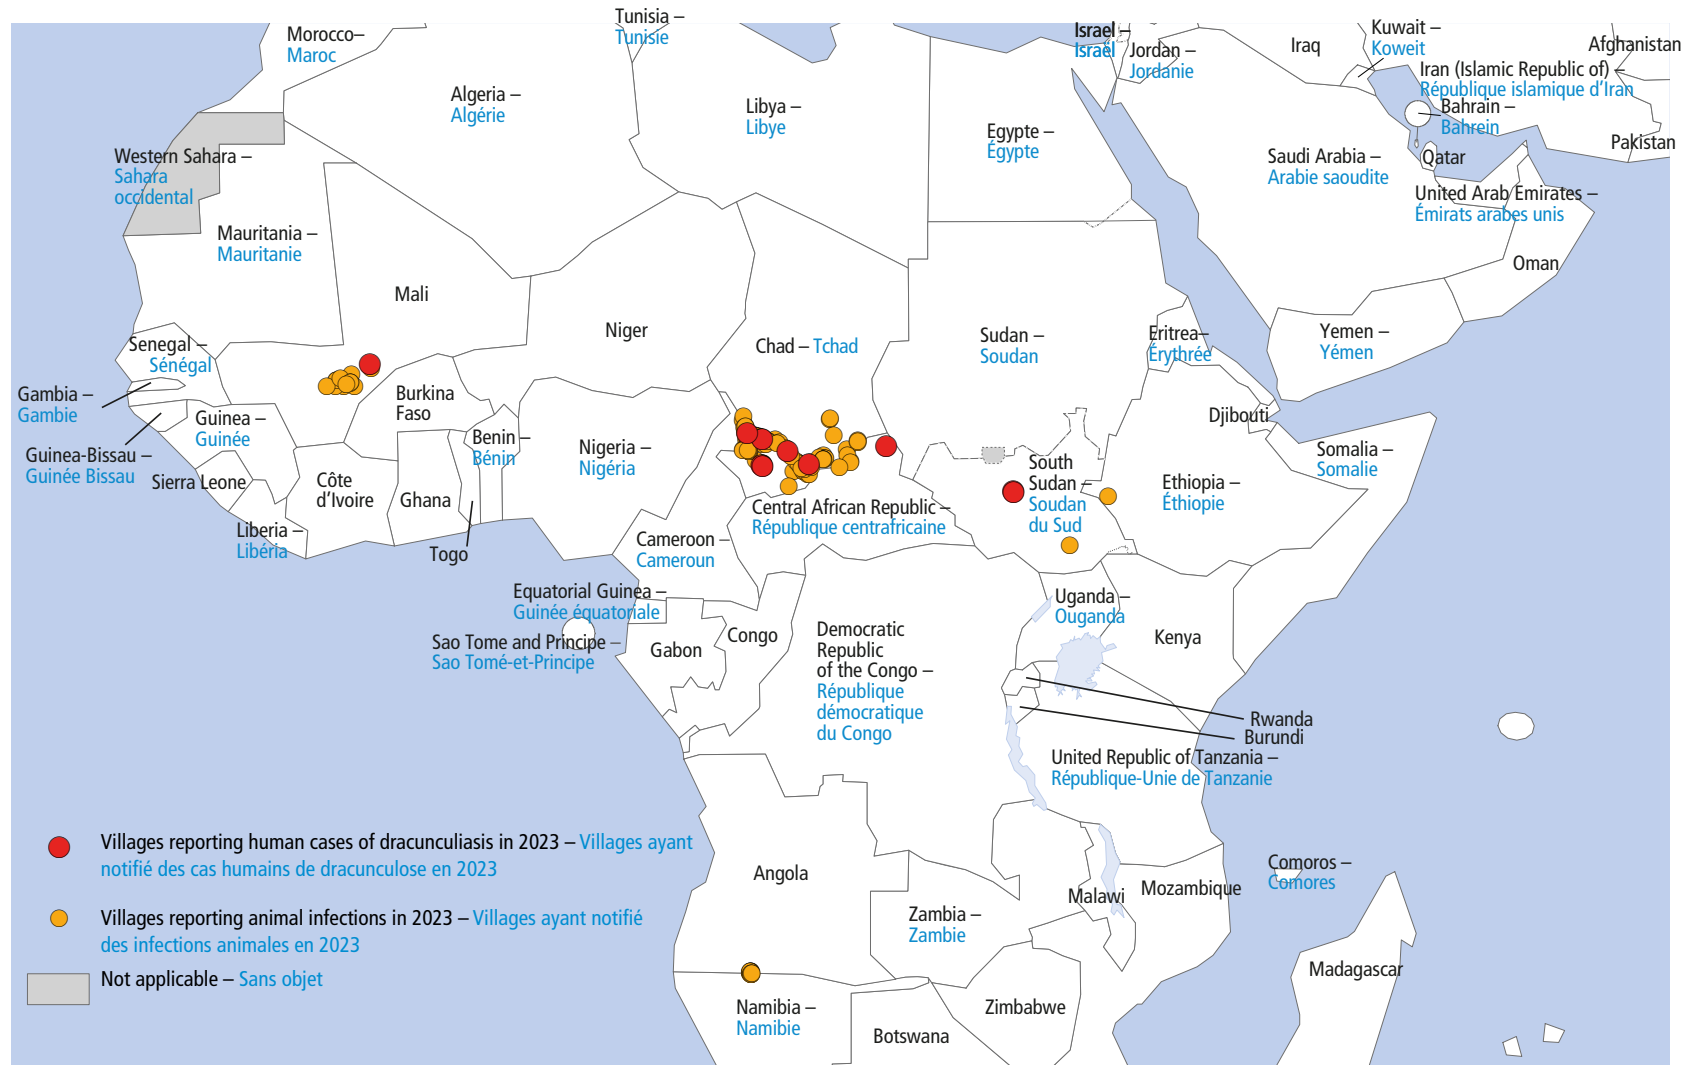 Tunisia –
Tunisie
Morocco–
Maroc
Israel –
Israël
Jordan –
Jordanie
Iraq
Kuwait –
Koweit
Afghanistan
Iran (Islamic Republic of) –
République islamique d'Iran
Bahrain –
Bahrein
Pakistan
Qatar
Algeria –
Algérie
Libya –
Libye
Egypte –
Égypte
Saudi Arabia –
Arabie saoudite
United Arab Emirates –
Émirats arabes unis
Oman
Western Sahara –
Sahara
occidental
Mauritania –
Mauritanie
Mali
Niger
Chad – Tchad
Sudan –
Soudan
Eritrea–
Érythrée
Yemen –
Yémen
Senegal –
Sénégal
Gambia –
Gambie
Guinea-Bissau –
Guinée Bissau
Guinea –
Guinée
Sierra Leone
Liberia –
Libéria
Côte
d'Ivoire
Burkina
Faso
Ghana
Togo
Benin –
Bénin
Nigeria –
Nigéria
Cameroon –
Cameroun
Central African Republic –
République centrafricaine
South
Sudan –
Soudan
du Sud
Djibouti
Ethiopia –
Éthiopie
Somalia –
Somalie
Equatorial Guinea –
Guinée équatoriale
Sao Tome and Principe –
Sao Tomé-et-Principe
Gabon
Congo
Democratic
Republic
of the Congo –
République
démocratique
du Congo
Uganda –
Ouganda
Kenya
Rwanda
Burundi
United Republic of Tanzania –
République-Unie de Tanzanie
Angola
Zambia –
Zambie
Malawi
Mozambique
Comoros –
Comores
Madagascar
Namibia –
Namibie
Botswana
Zimbabwe
Villages reporting human cases of dracunculiasis in 2023 – Villages ayant
notifié des cas humains de dracunculose en 2023
Villages reporting animal infections in 2023 – Villages ayant notifié
des infections animales en 2023
Not applicable – Sans objet